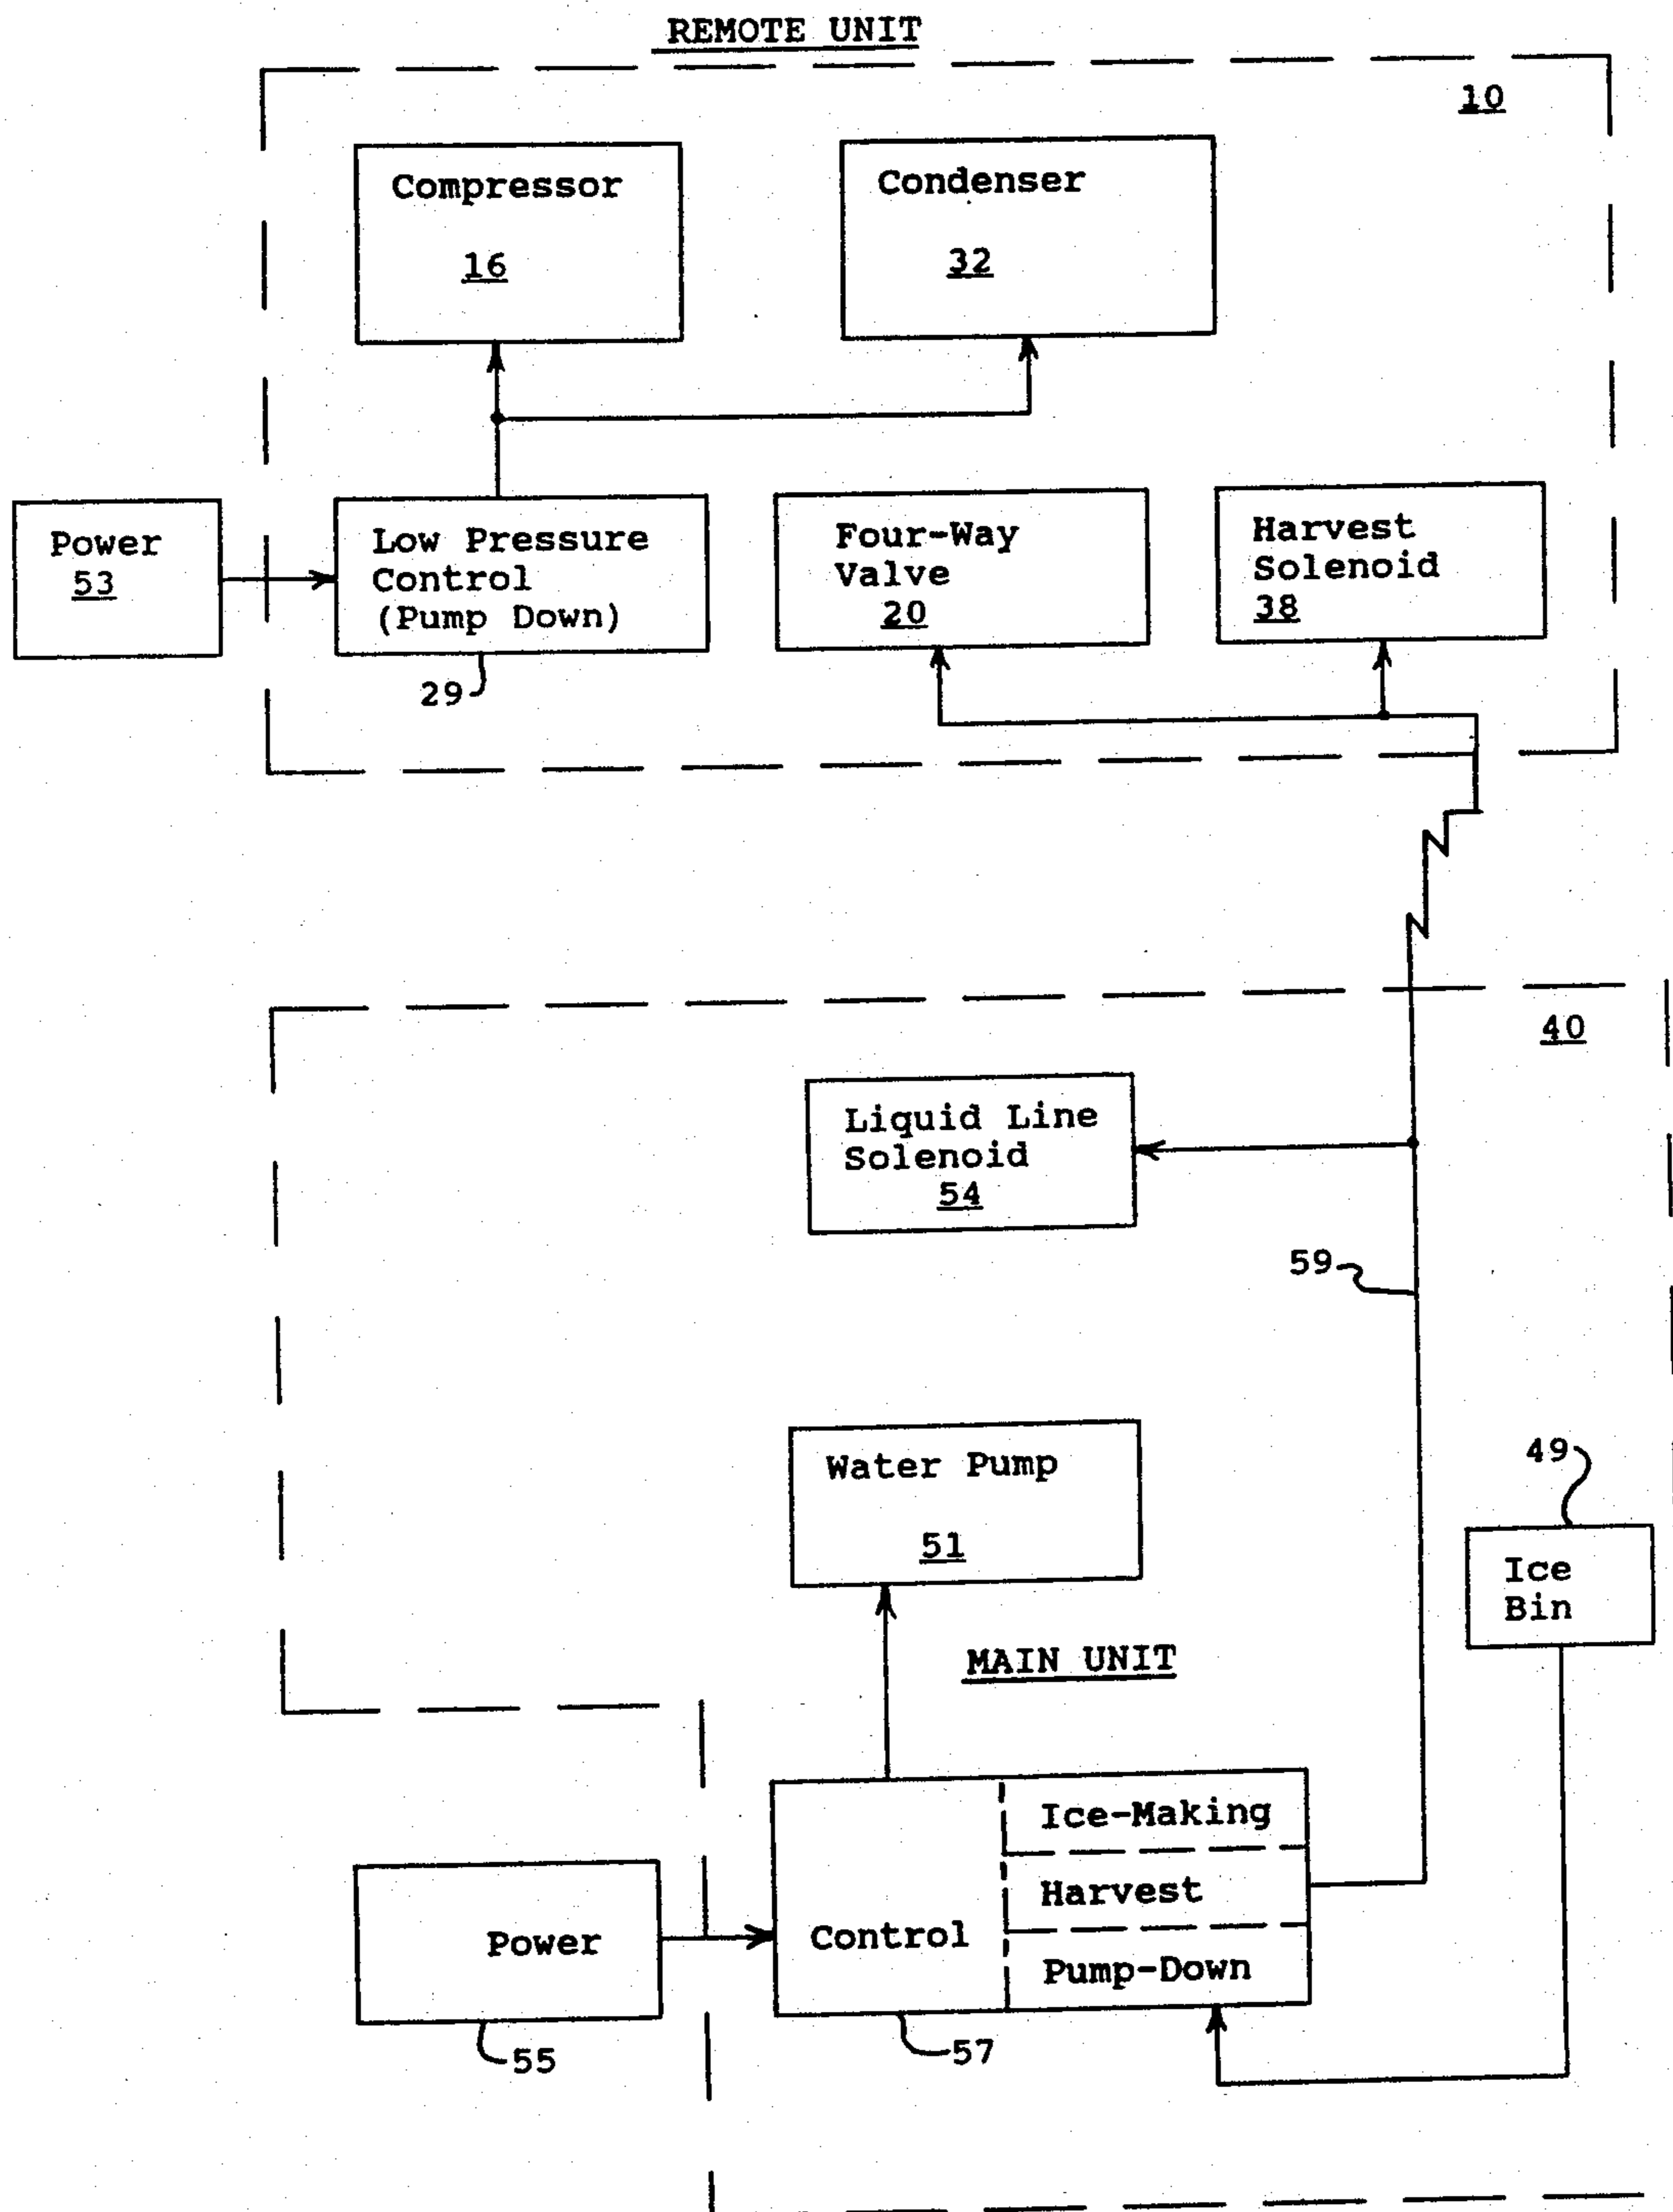 REMOTE UNIT
10
Compressor
16
Condenser
32
Power
53
Low Pressure
Control
(Pump Down)
29
Four-Way
Valve
20
Harvest
Solenoid
38
40
Liquid Line
Solenoid
54
59
Water Pump
51
49
Ice
Bin
MAIN UNIT
Power
55
Control
Ice-Making
Harvest
Pump-Down
57